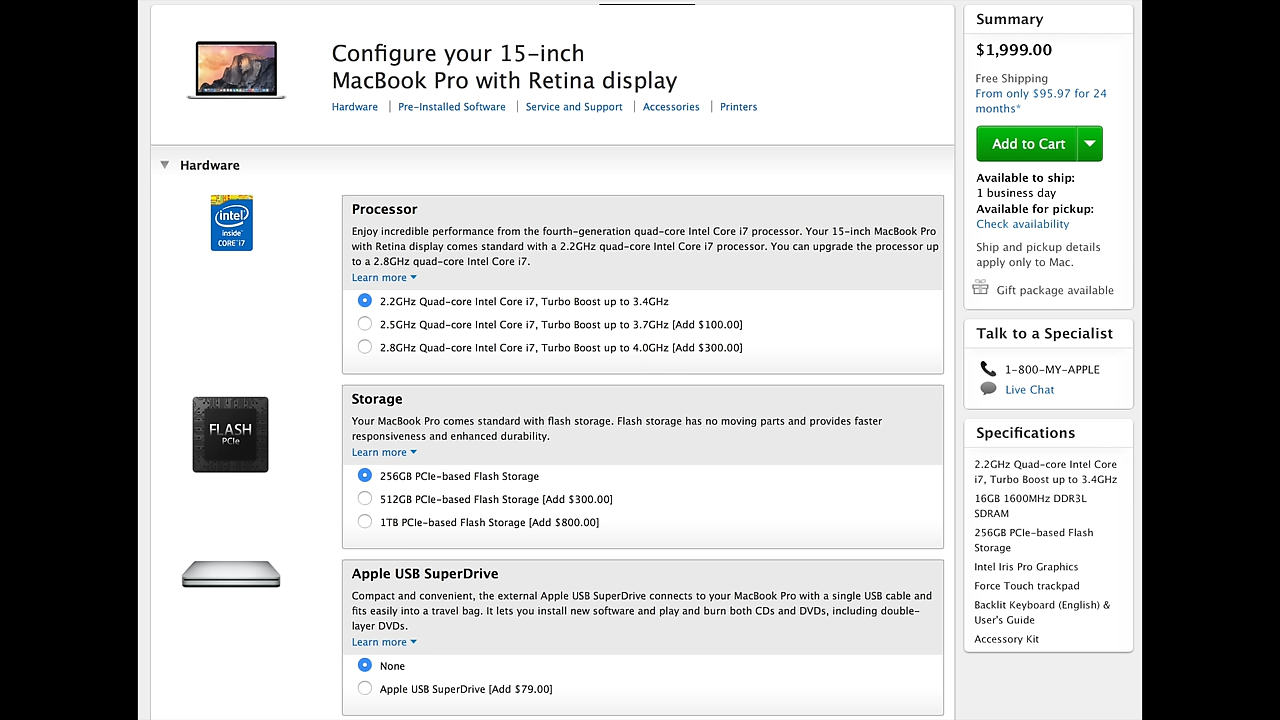 Configure your 15-inch
MacBook Pro with Retina display
Hardware | Pre-Installed Software | Service and Support | Accessories | Printers
Hardware
intel
inside
CORE i7
Processor
Enjoy incredible performance from the fourth-generation quad-core Intel Core i7 processor. Your 15-inch MacBook Pro
with Retina display comes standard with a 2.2GHz quad-core Intel Core i7 processor. You can upgrade the processor up
to a 2.8GHz quad-core Intel Core i7.
Learn more
2.2GHz Quad-core Intel Core i7, Turbo Boost up to 3.4GHz
2.5GHz Quad-core Intel Core i7, Turbo Boost up to 3.7GHz [Add $100.00]
2.8GHz Quad-core Intel Core i7, Turbo Boost up to 4.0GHz [Add $300.00]
FLASH
PCIe
Storage
Your MacBook Pro comes standard with flash storage. Flash storage has no moving parts and provides faster
responsiveness and enhanced durability.
Learn more
256GB PCIe-based Flash Storage
512GB PCIe-based Flash Storage [Add $300.00]
1TB PCIe-based Flash Storage [Add $800.00]
Apple USB SuperDrive
Compact and convenient, the external Apple USB SuperDrive connects to your MacBook Pro with a single USB cable and
fits easily into a travel bag. It lets you install new software and play and burn both CDs and DVDs, including double-
layer DVDs.
Learn more
None
Apple USB SuperDrive [Add $79.00]
Summary
$1,999.00
Free Shipping
From only $95.97 for 24
months*
Add to Cart
Available to ship:
1 business day
Available for pickup:
Check availability
Ship and pickup details
apply only to Mac.
Gift package available
Talk to a Specialist
1-800-MY-APPLE
Live Chat
Specifications
2.2GHz Quad-core Intel Core
i7, Turbo Boost up to 3.4GHz
16GB 1600MHz DDR3L
SDRAM
256GB PCIe-based Flash
Storage
Intel Iris Pro Graphics
Force Touch trackpad
Backlit Keyboard (English) &
User's Guide
Accessory Kit